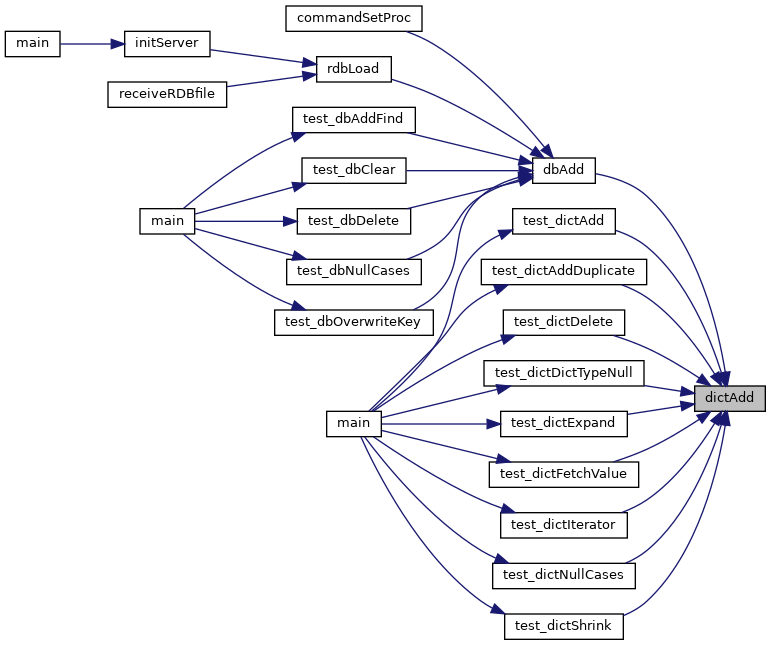 commandSetProc
main
initServer
rdbLoad
receiveRDBfile
test_dbAddFind
test_dbClear
dbAdd
main
test_dbDelete
test_dictAdd
test_dbNullCases
test_dictAddDuplicate
test_dbOverwriteKey
test_dictDelete
test_dictDictTypeNull
dictAdd
main
test_dictExpand
test_dictFetchValue
test_dictIterator
test_dictNullCases
test_dictShrink